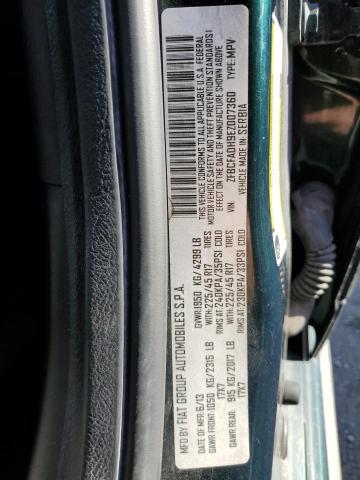 MFD BY FIAT GROUP AUTOMOBILES S.P.A.
DATE OF MFG: 6/13 GVWR:1950 KG/4299 LB
GAWR FRONT:1050 KG/2315 LB WITH:225/45 R17 TIRES
17X7 RIMS AT:240KPA/35PSI COLD
GAWR REAR: 915 KG/2017 LB WITH:225/45 R17 TIRES
17X7 RIMS AT:230KPA/33PSI COLD
THIS VEHICLE CONFORMS TO ALL APPLICABLE U.S.A. FEDERAL
MOTOR VEHICLE SAFETY, BUMPER AND THEFT PREVENTION STANDARDS IN
EFFECT ON THE DATE OF MANUFACTURE SHOWN ABOVE
VIN: ZFBCFADH9EZ007360 TYPE: MPV
MADE IN SERBIA